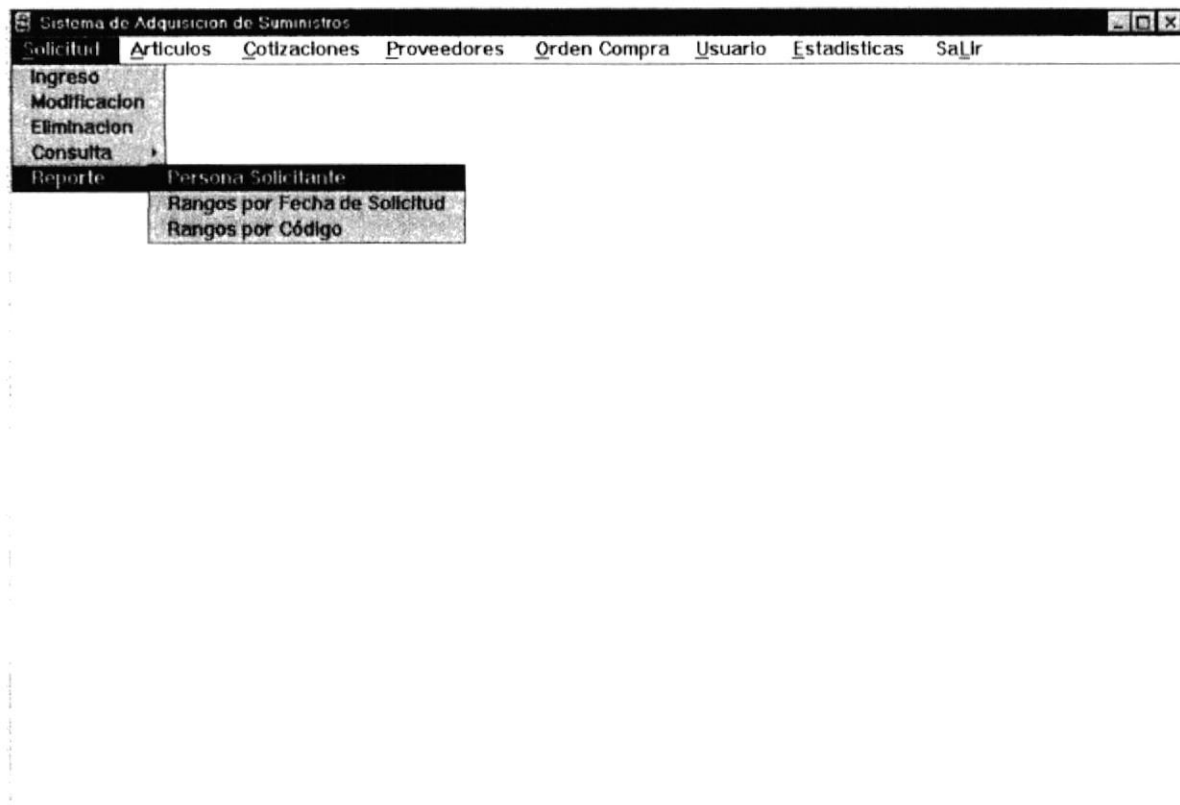 Sistema de Adquisicion de Suministros
Solicitud Articulos Cotizaciones Proveedores Orden Compra Usuario Estadisticas SaLir
Ingreso
Modificacion
Eliminacion
Consulta
Reporte Persona Solicitante
Rangos por Fecha de Solicitud
Rangos por Código